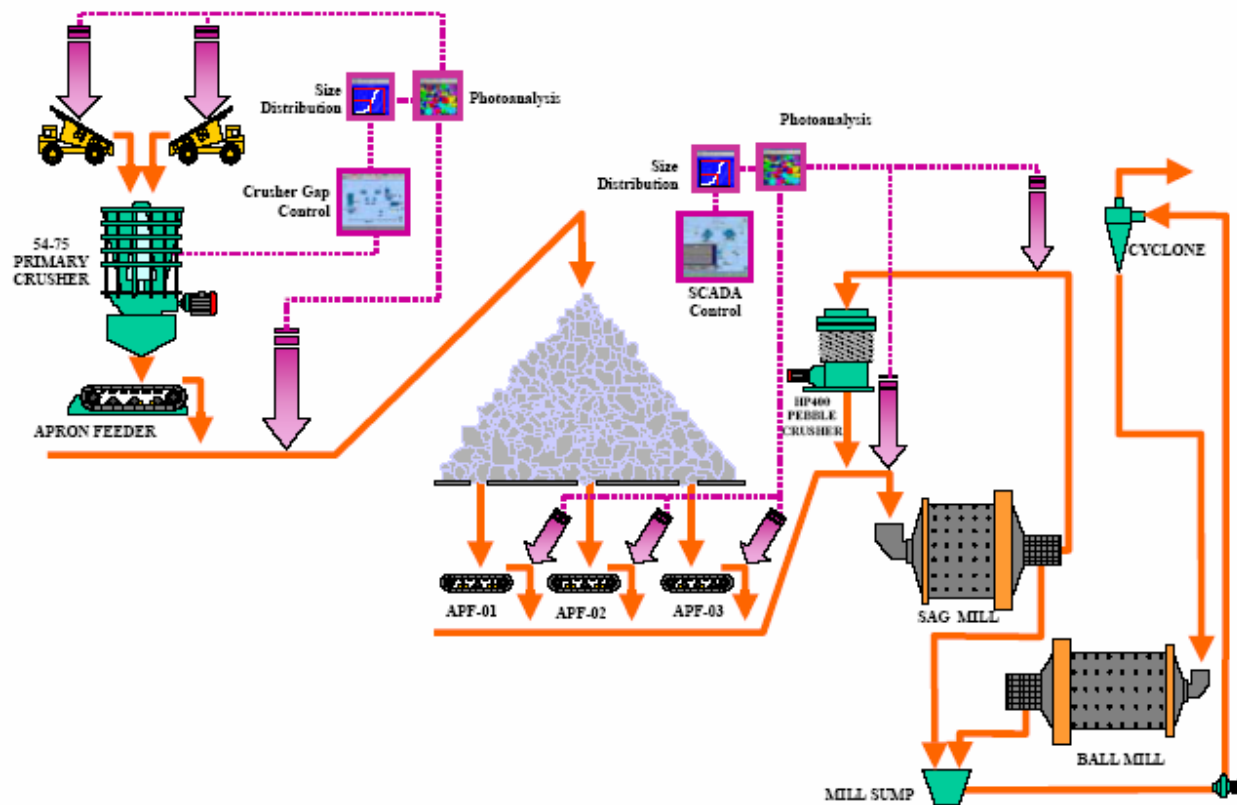 Size
Distribution
Photoanalysis
Crusher Gap
Control
54-75
PRIMARY
CRUSHER
APRON FEEDER
Photoanalysis
Size
Distribution
SCADA
Control
CYCLONE
HP400
PEBBLE
CRUSHER
APF-01
APF-02
APF-03
SAG MILL
BALL MILL
MILL SUMP